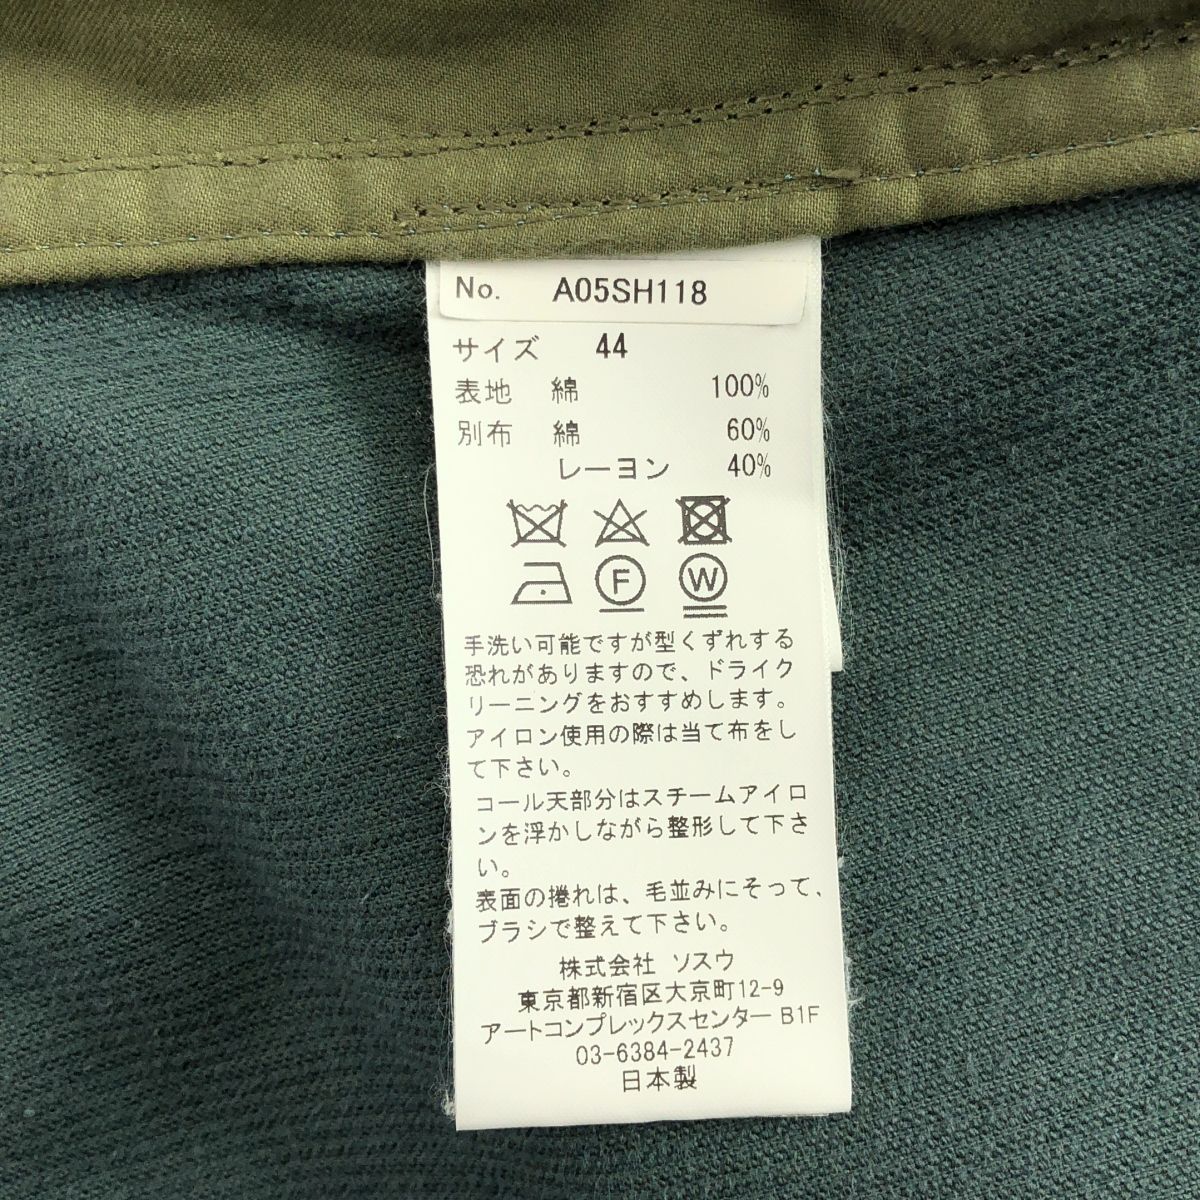 No. A05SH118
サイズ 44
表地 綿 100%
別布 綿 60%
レーヨン 40%
F W
手洗い可能ですが型くずれする
恐れがありますので、ドライク
リーニングをおすすめします。
アイロン使用の際は当て布をし
て下さい。
コール天部分はスチームアイロ
ンを浮かしながら整形して下さ
い。
表面の捲れは、毛並みにそって、
ブラシで整えて下さい。
株式会社 ソスウ
東京都新宿区大京町12-9
アートコンプレックスセンター B1F
03-6384-2437
日本製